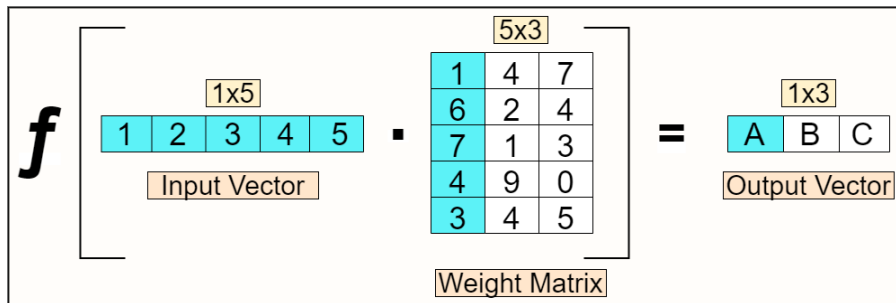 5x3
1x5
1x3
f
1 2 3 4 5
·
1 4 7
6 2 4
7 1 3
4 9 0
3 4 5
=
A B C
Input Vector
Output Vector
Weight Matrix